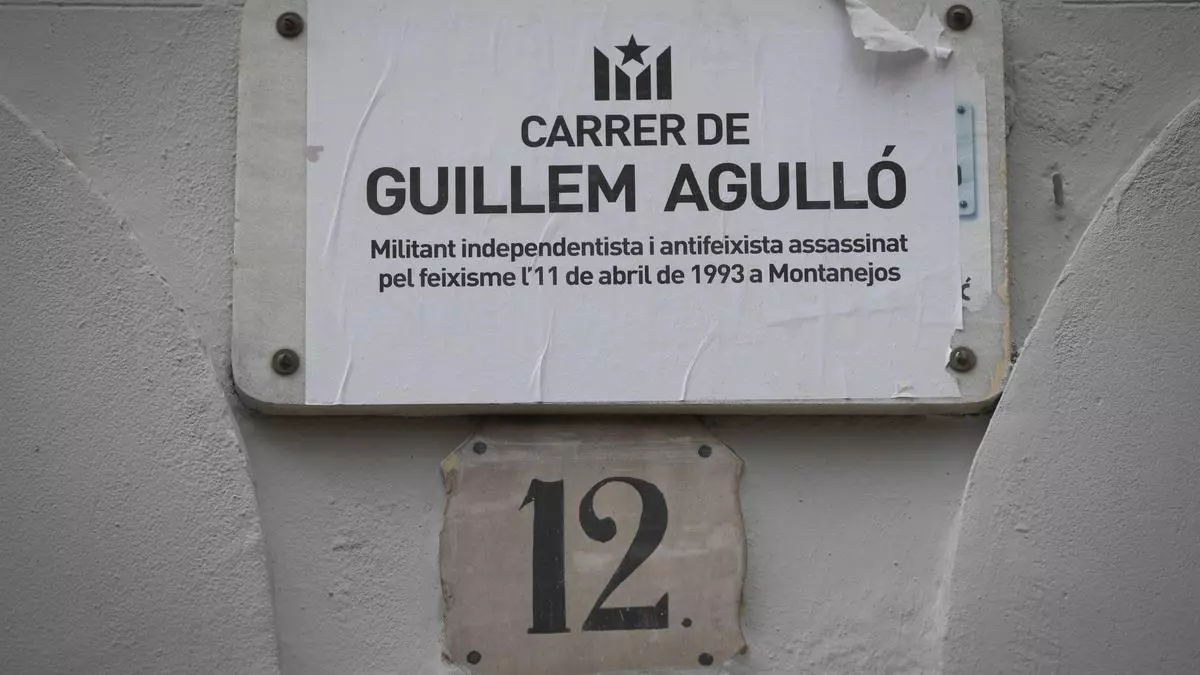 CARRER DE
GUILLEM AGULLÓ
Militant independentista i antifeixista assassinat
pel feixisme l'11 de abril de 1993 a Montanejos
12.